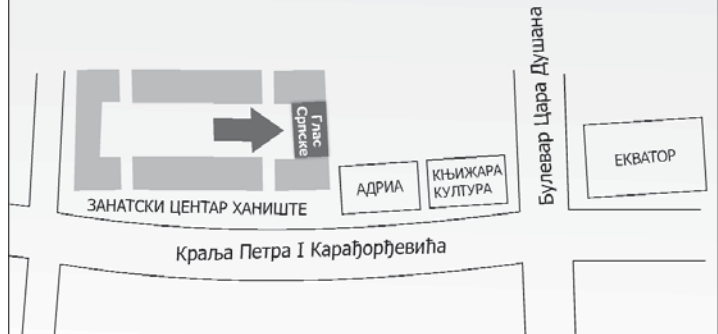 Булевар Цара Душана
Глас
Српске
ЕКВАТОР
АДРИА
КЊИЖАРА
КУЛТУРА
ЗАНАТСКИ ЦЕНТАР ХАНИШТЕ
Краља Петра I Карађорђевића